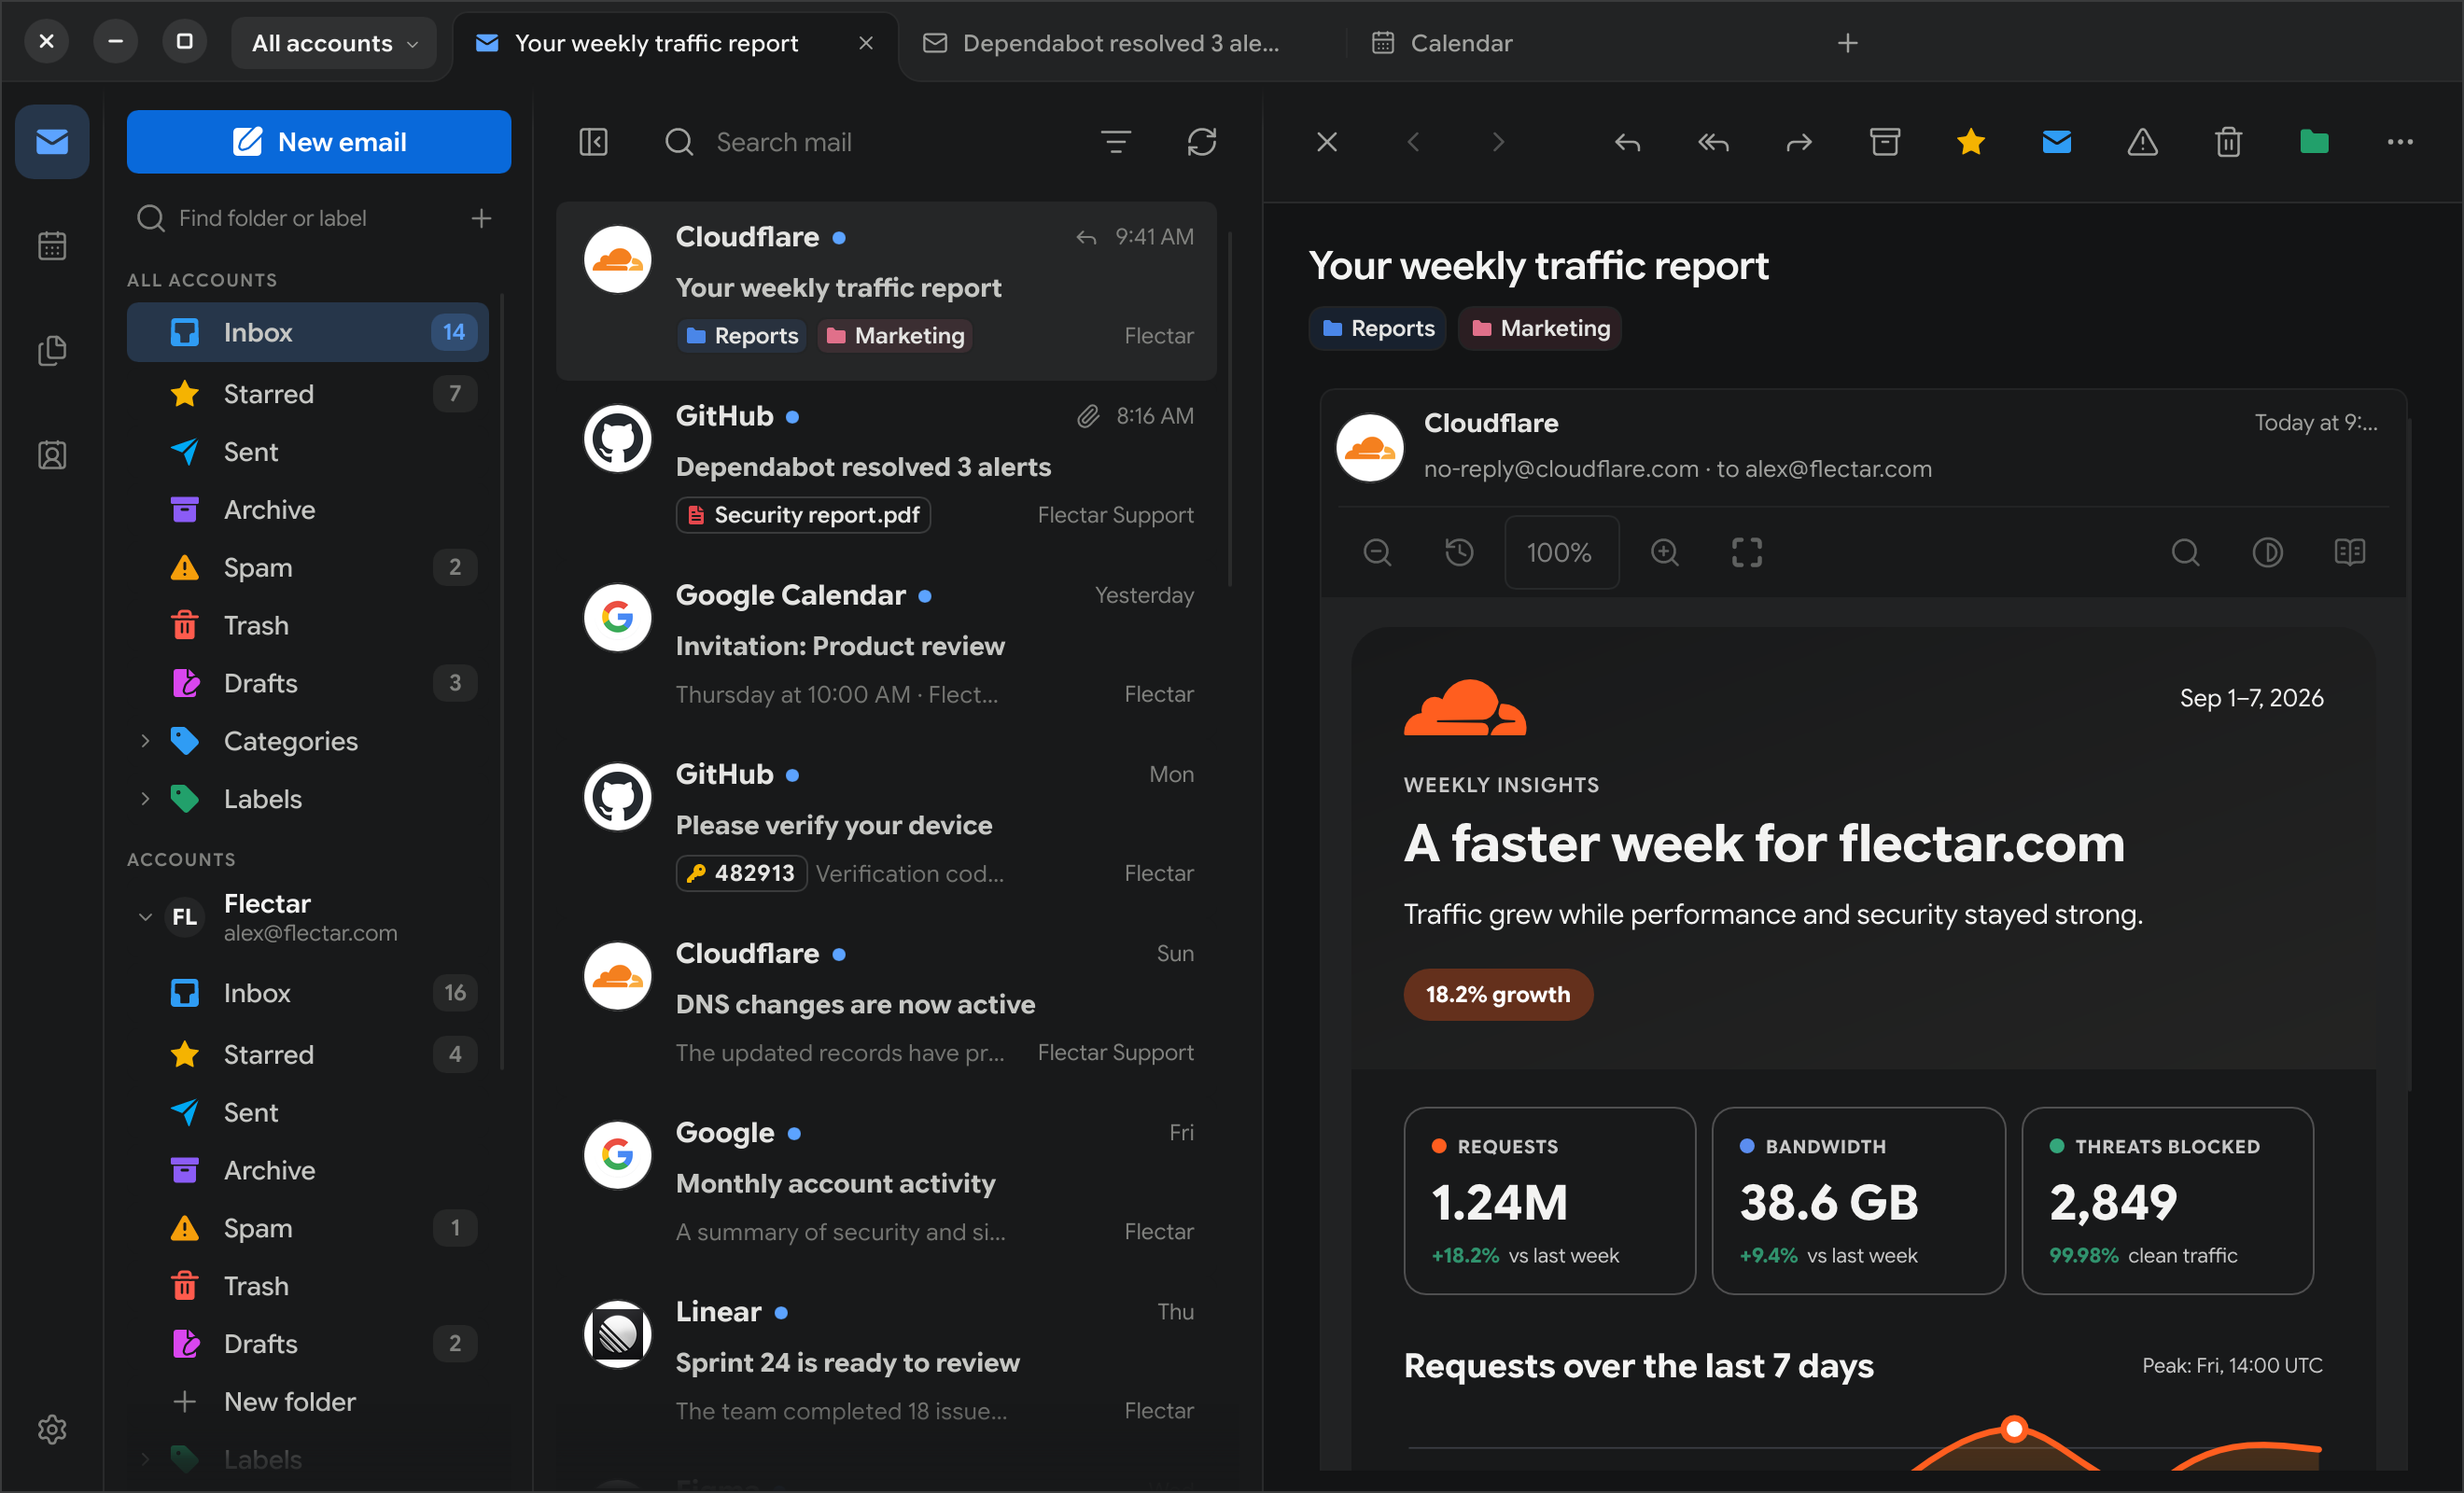 All accounts
Your weekly traffic report
Dependabot resolved 3 ale...
Calendar
New email
Find folder or label
ALL ACCOUNTS
Inbox 14
Starred 7
Sent
Archive
Spam 2
Trash
Drafts 3
Categories
Labels
ACCOUNTS
FL Flectar
alex@flectar.com
Inbox 16
Starred 4
Sent
Archive
Spam 1
Trash
Drafts 2
New folder
Labels
Search mail
Cloudflare 9:41 AM
Your weekly traffic report
Reports Marketing Flectar
GitHub 8:16 AM
Dependabot resolved 3 alerts
Security report.pdf Flectar Support
Google Calendar Yesterday
Invitation: Product review
Thursday at 10:00 AM · Flect... Flectar
GitHub Mon
Please verify your device
482913 Verification cod... Flectar
Cloudflare Sun
DNS changes are now active
The updated records have pr... Flectar Support
Google Fri
Monthly account activity
A summary of security and si... Flectar
Linear Thu
Sprint 24 is ready to review
The team completed 18 issue... Flectar
Your weekly traffic report
Reports Marketing
Cloudflare Today at 9:...
no-reply@cloudflare.com · to alex@flectar.com
100%
Sep 1–7, 2026
WEEKLY INSIGHTS
A faster week for flectar.com
Traffic grew while performance and security stayed strong.
18.2% growth
REQUESTS
1.24M
+18.2% vs last week
BANDWIDTH
38.6 GB
+9.4% vs last week
THREATS BLOCKED
2,849
99.98% clean traffic
Requests over the last 7 days Peak: Fri, 14:00 UTC